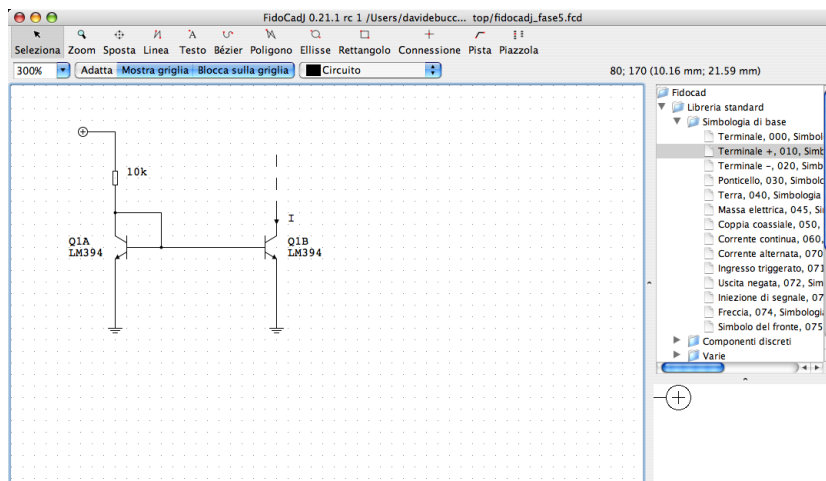 FidoCadJ 0.21.1 rc 1 /Users/davidebucc... top/fidocadj_fase5.fcd
Seleziona Zoom Sposta Linea Testo Bézier Poligono Ellisse Rettangolo Connessione Pista Piazzola
300% Adatta Mostra griglia Blocca sulla griglia Circuito 80; 170 (10.16 mm; 21.59 mm)
Fidocad
Libreria standard
Simbologia di base
Terminale, 000, Simbol
Terminale +, 010, Simb
Terminale -, 020, Simb
Ponticello, 030, Simbolo
Terra, 040, Simbologia
Massa elettrica, 045, Si
Coppia coassiale, 050,
Corrente continua, 060,
Corrente alternata, 070
Ingresso triggerato, 071
Uscita negata, 072, Sim
Iniezione di segnale, 07
Freccia, 074, Simbologi
Simbolo del fronte, 075
Componenti discreti
Varie
10k
I
Q1A
LM394
Q1B
LM394